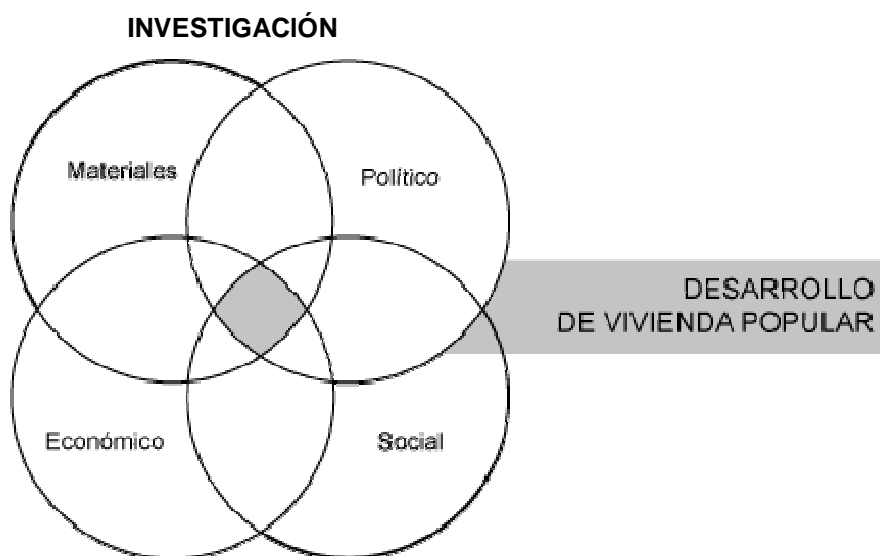 INVESTIGACIÓN
Materiales
Político
DESARROLLO
DE VIVIENDA POPULAR
Económico
Social